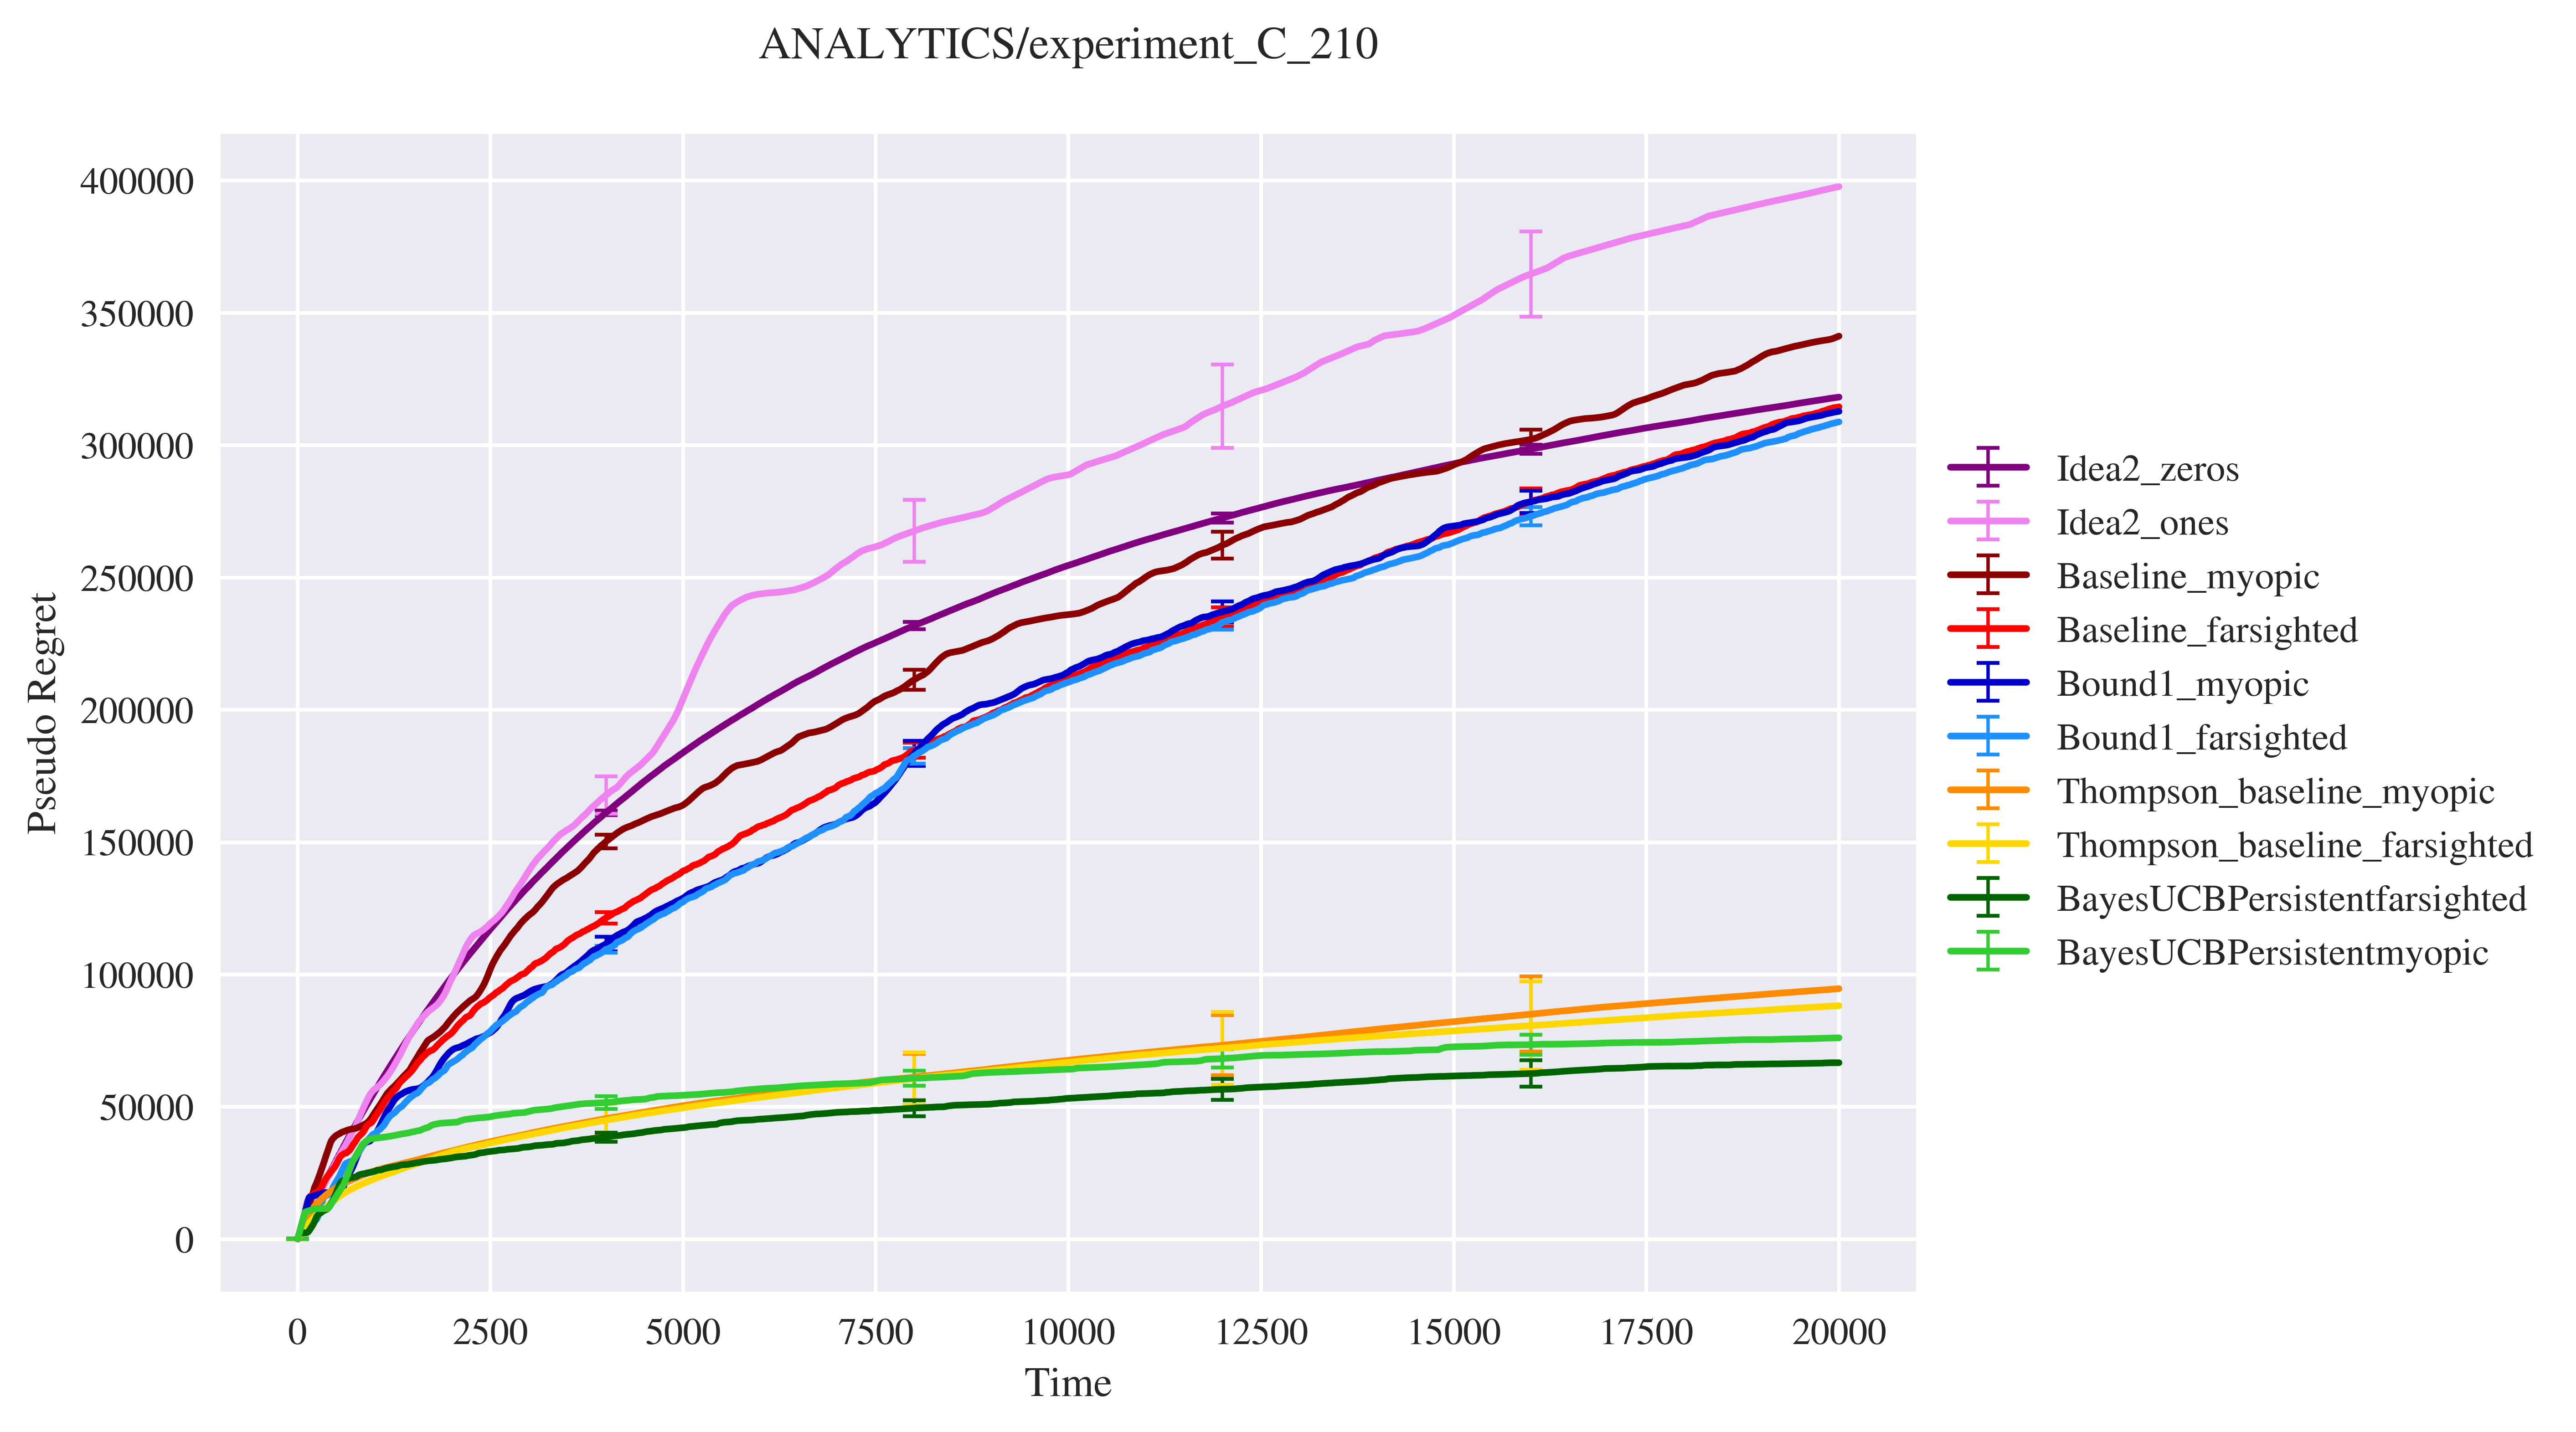 ANALYTICS/experiment_C_210
400000
350000
300000
250000
200000
150000
100000
50000
0
Pseudo Regret
0 2500 5000 7500 10000 12500 15000 17500 20000
Time
Idea2_zeros
Idea2_ones
Baseline_myopic
Baseline_farsighted
Bound1_myopic
Bound1_farsighted
Thompson_baseline_myopic
Thompson_baseline_farsighted
BayesUCBPersistentfarsighted
BayesUCBPersistentmyopic